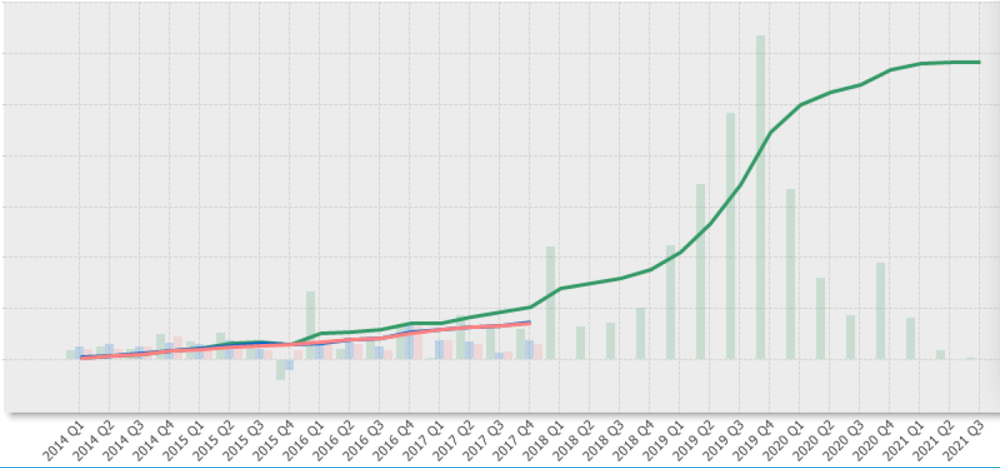 2014 Q1
2014 Q2
2014 Q3
2014 Q4
2015 Q1
2015 Q2
2015 Q3
2015 Q4
2016 Q1
2016 Q2
2016 Q3
2016 Q4
2017 Q1
2017 Q2
2017 Q3
2017 Q4
2018 Q1
2018 Q2
2018 Q3
2018 Q4
2019 Q1
2019 Q2
2019 Q3
2019 Q4
2020 Q1
2020 Q2
2020 Q3
2020 Q4
2021 Q1
2021 Q2
2021 Q3